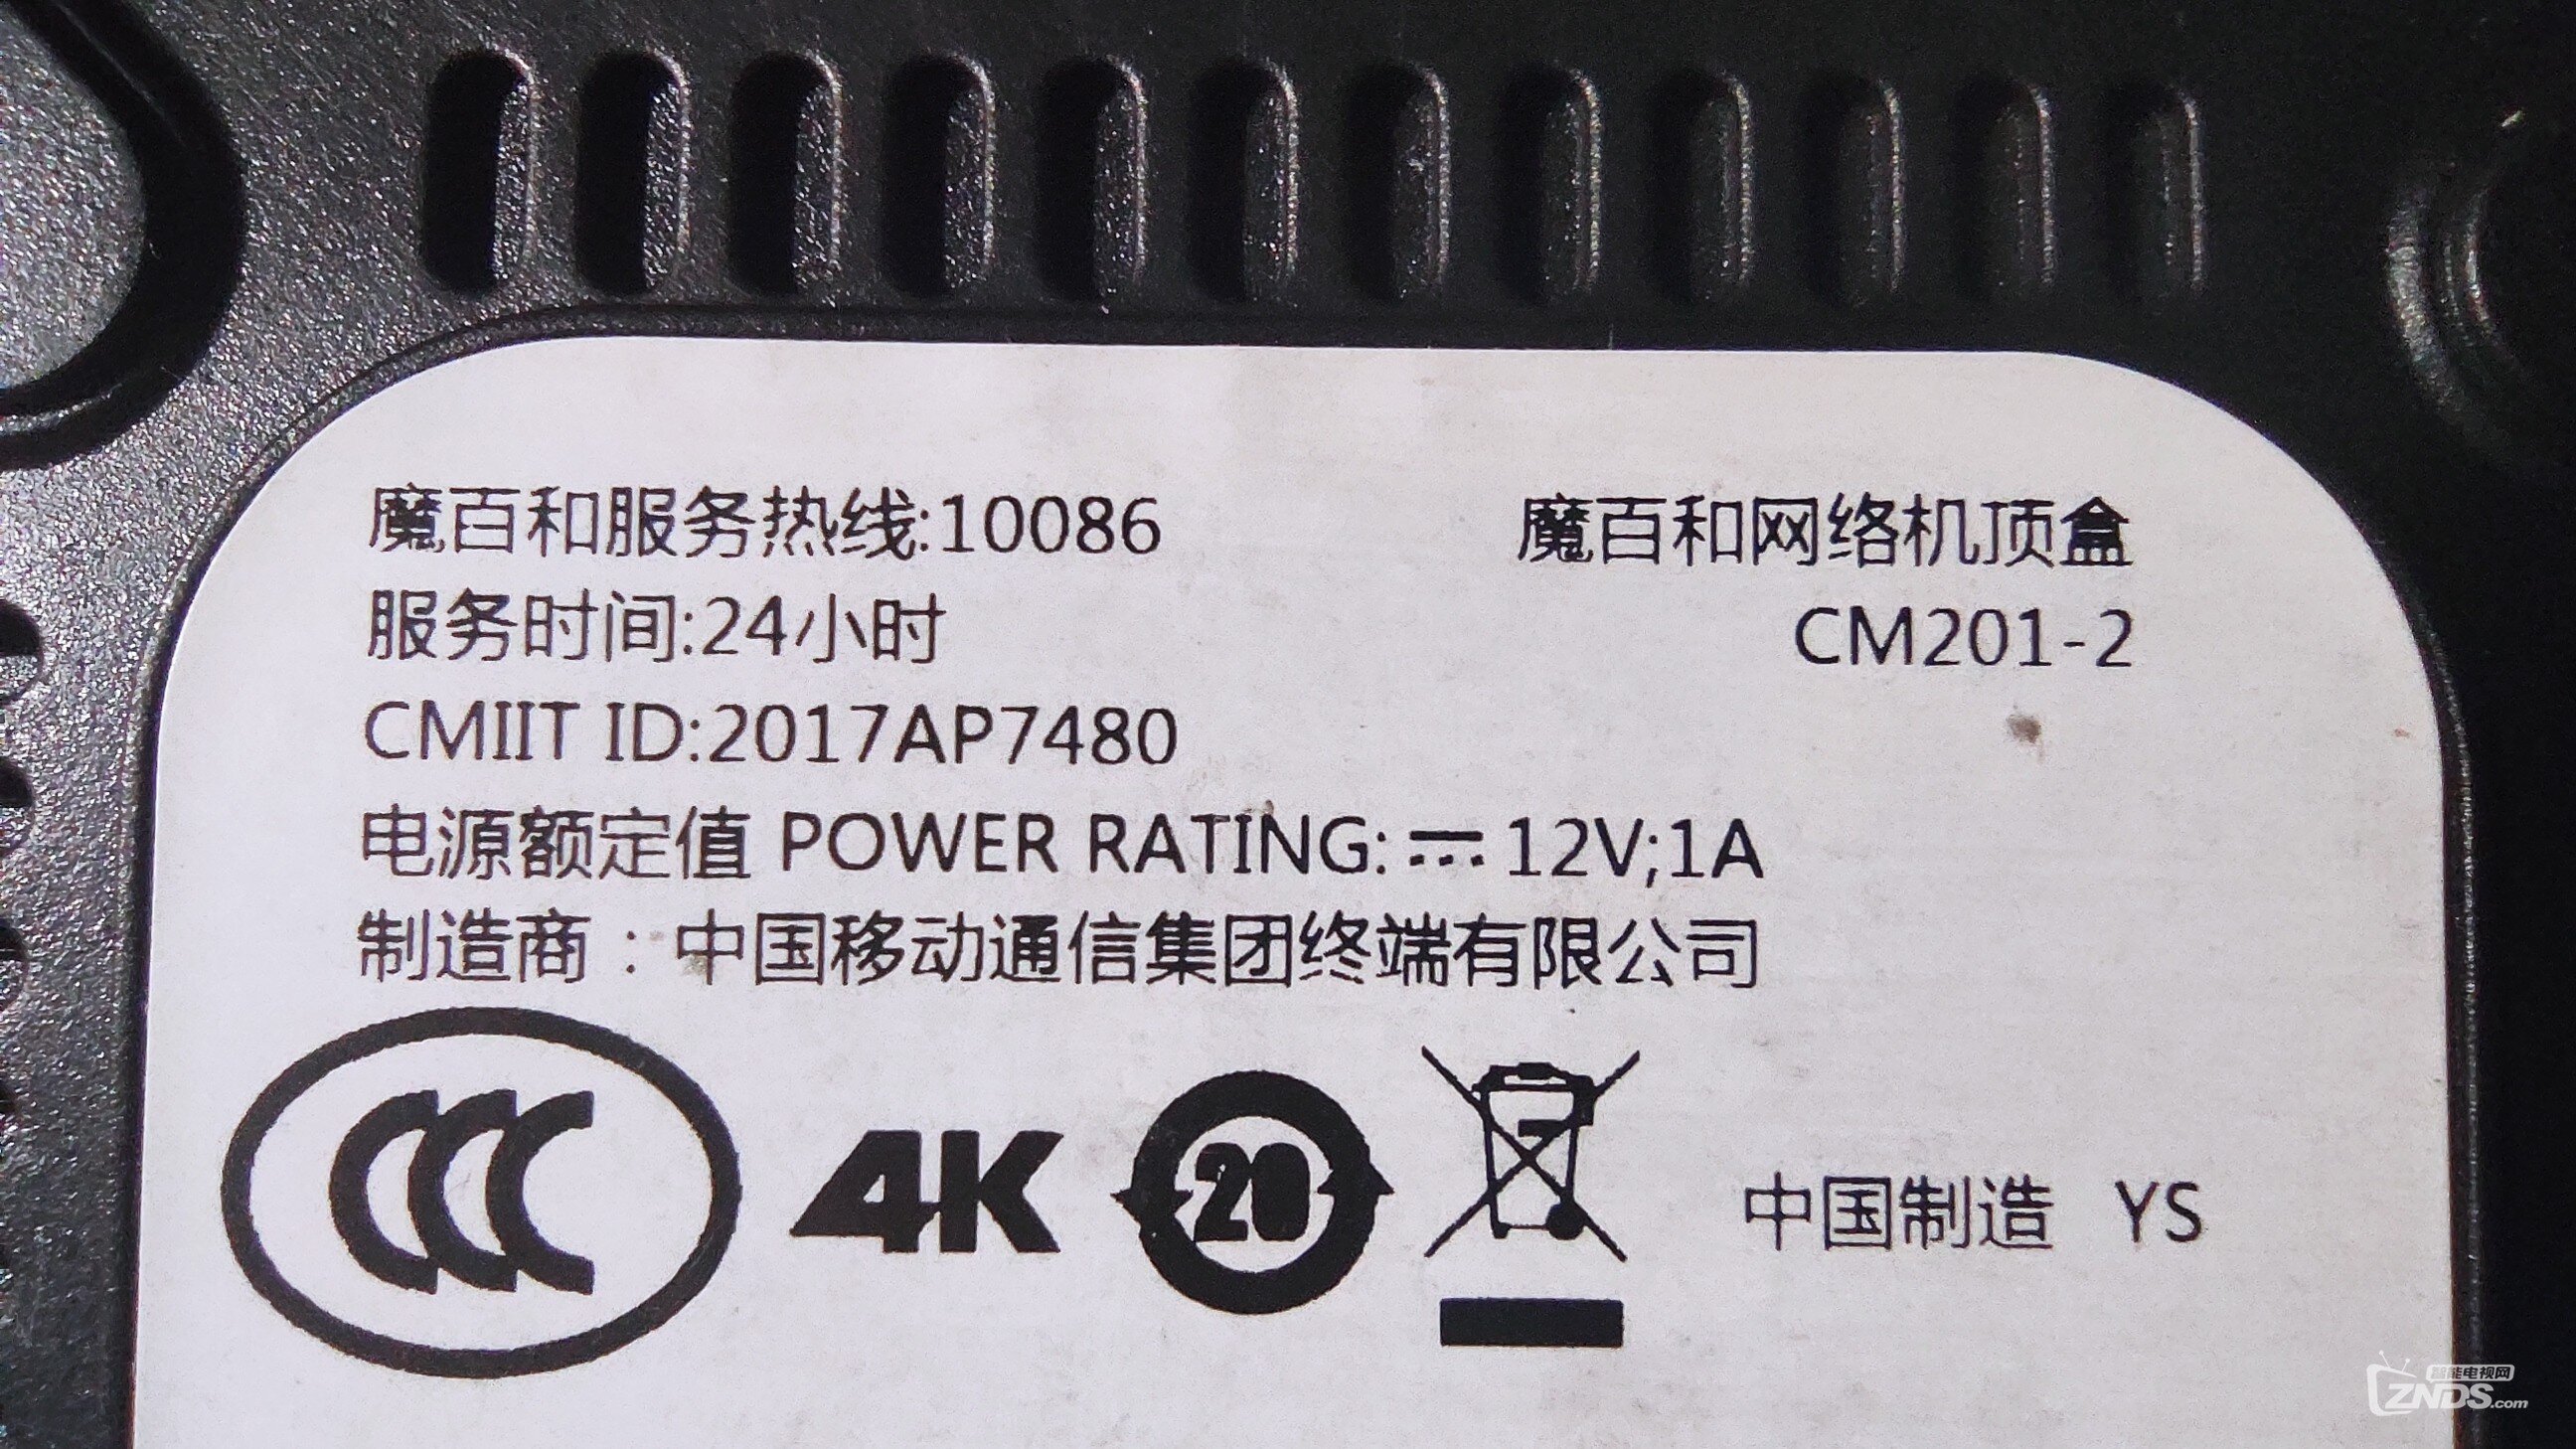 魔百和服务热线:10086
魔百和网络机顶盒
服务时间:24小时
CM201-2
CMIIT ID:2017AP7480
电源额定值 POWER RATING: ⎓ 12V;1A
制造商：中国移动通信集团终端有限公司
CCC 4K 20 中国制造 YS
智能电视网
ZNDS.com